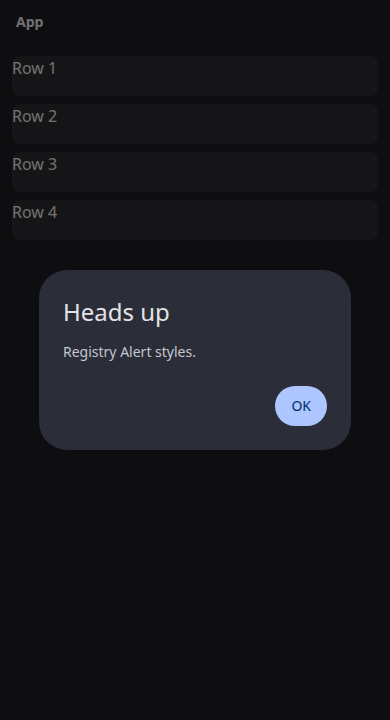 App
Row 1
Row 2
Row 3
Row 4
Heads up
Registry Alert styles.
OK